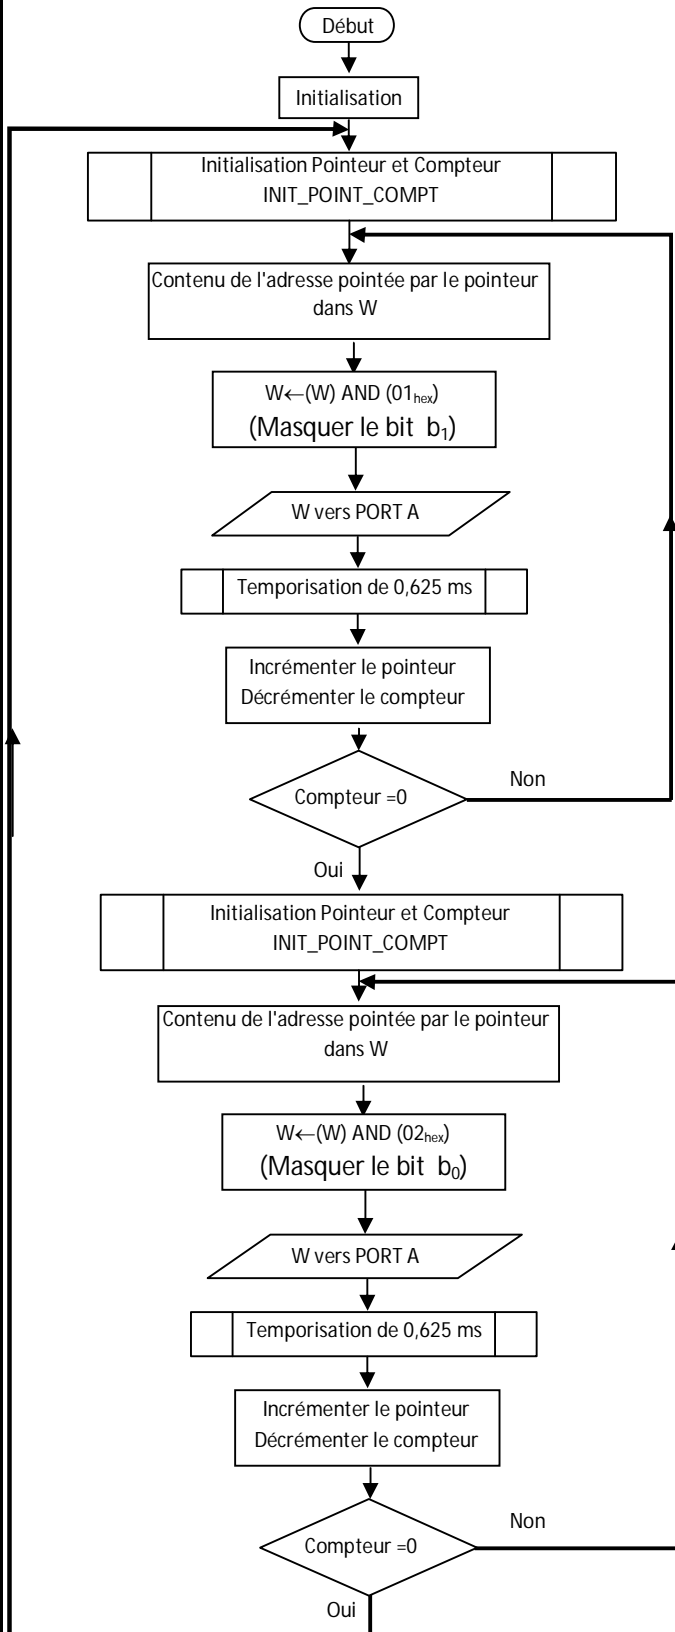 Début
Initialisation
Initialisation Pointeur et Compteur
INIT_POINT_COMPT
Contenu de l'adresse pointée par le pointeur
dans W
W←(W) AND (01hex)
(Masquer le bit b1)
W vers PORT A
Temporisation de 0,625 ms
Incrémenter le pointeur
Décrémenter le compteur
Compteur =0
Non
Oui
Initialisation Pointeur et Compteur
INIT_POINT_COMPT
Contenu de l'adresse pointée par le pointeur
dans W
W←(W) AND (02hex)
(Masquer le bit b0)
W vers PORT A
Temporisation de 0,625 ms
Incrémenter le pointeur
Décrémenter le compteur
Compteur =0
Non
Oui